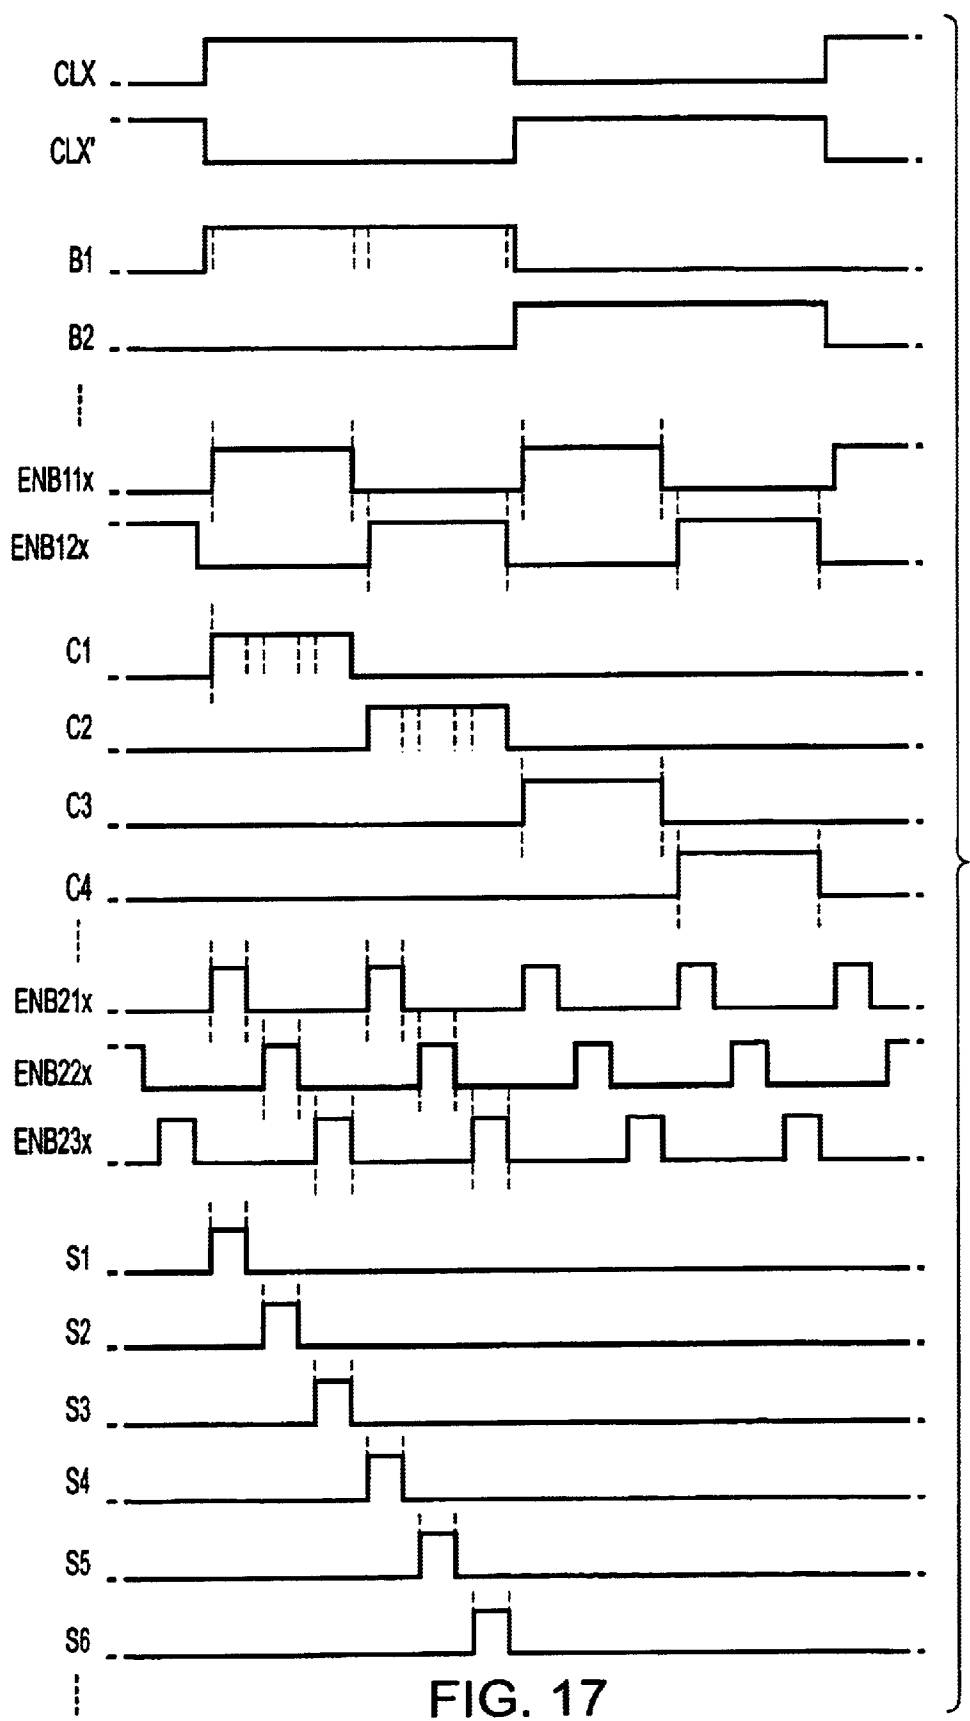 CLX
CLX'
B1
B2
ENB11x
ENB12x
C1
C2
C3
C4
ENB21x
ENB22x
ENB23x
S1
S2
S3
S4
S5
S6
FIG. 17